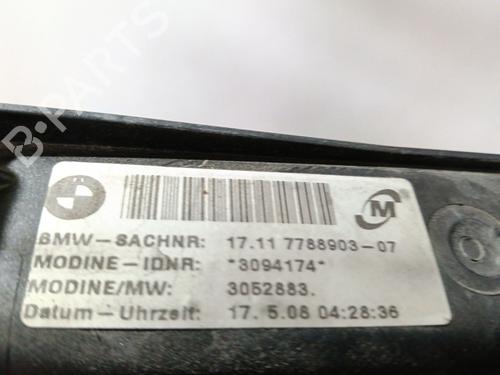 B-PARTS
M
BMW-SACHNR: 17.11 7788903-07
MODINE-IDNR: *3094174*
MODINE/MW: 3052883.
Datum-Uhrzeit: 17. 5.08 04:28:36